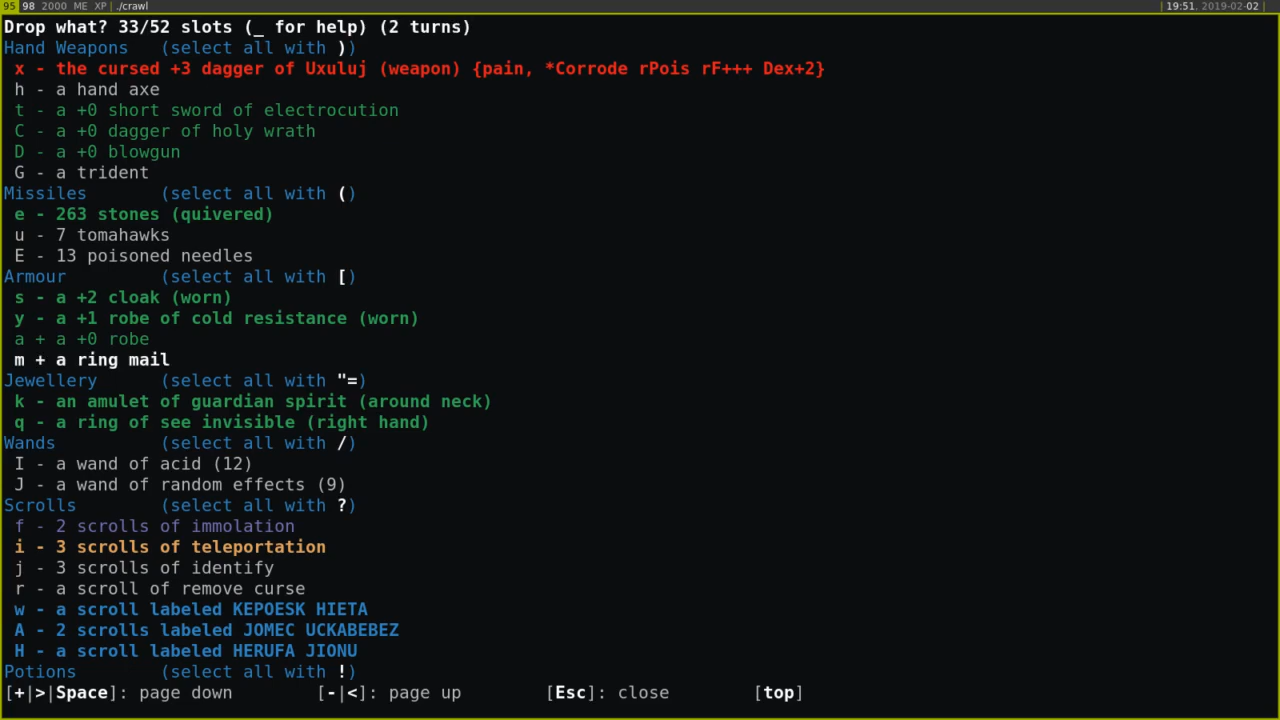 95 98 2000 ME XP ./crawl 19:51. 2019-02-02
Drop what? 33/52 slots (_ for help) (2 turns)
Hand Weapons (select all with ))
x - the cursed +3 dagger of Uxuluj (weapon) {pain, *Corrode rPois rF+++ Dex+2}
h - a hand axe
t - a +0 short sword of electrocution
C - a +0 dagger of holy wrath
D - a +0 blowgun
G - a trident
Missiles (select all with ()
e - 263 stones (quivered)
u - 7 tomahawks
E - 13 poisoned needles
Armour (select all with [)
s - a +2 cloak (worn)
y - a +1 robe of cold resistance (worn)
a + a +0 robe
m + a ring mail
Jewellery (select all with "=)
k - an amulet of guardian spirit (around neck)
q - a ring of see invisible (right hand)
Wands (select all with /)
I - a wand of acid (12)
J - a wand of random effects (9)
Scrolls (select all with ?)
f - 2 scrolls of immolation
i - 3 scrolls of teleportation
j - 3 scrolls of identify
r - a scroll of remove curse
w - a scroll labeled KEPOESK HIETA
A - 2 scrolls labeled JOMEC UCKABEBEZ
H - a scroll labeled HERUFA JIONU
Potions (select all with !)
[+|>|Space]: page down [-|<]: page up [Esc]: close [top]